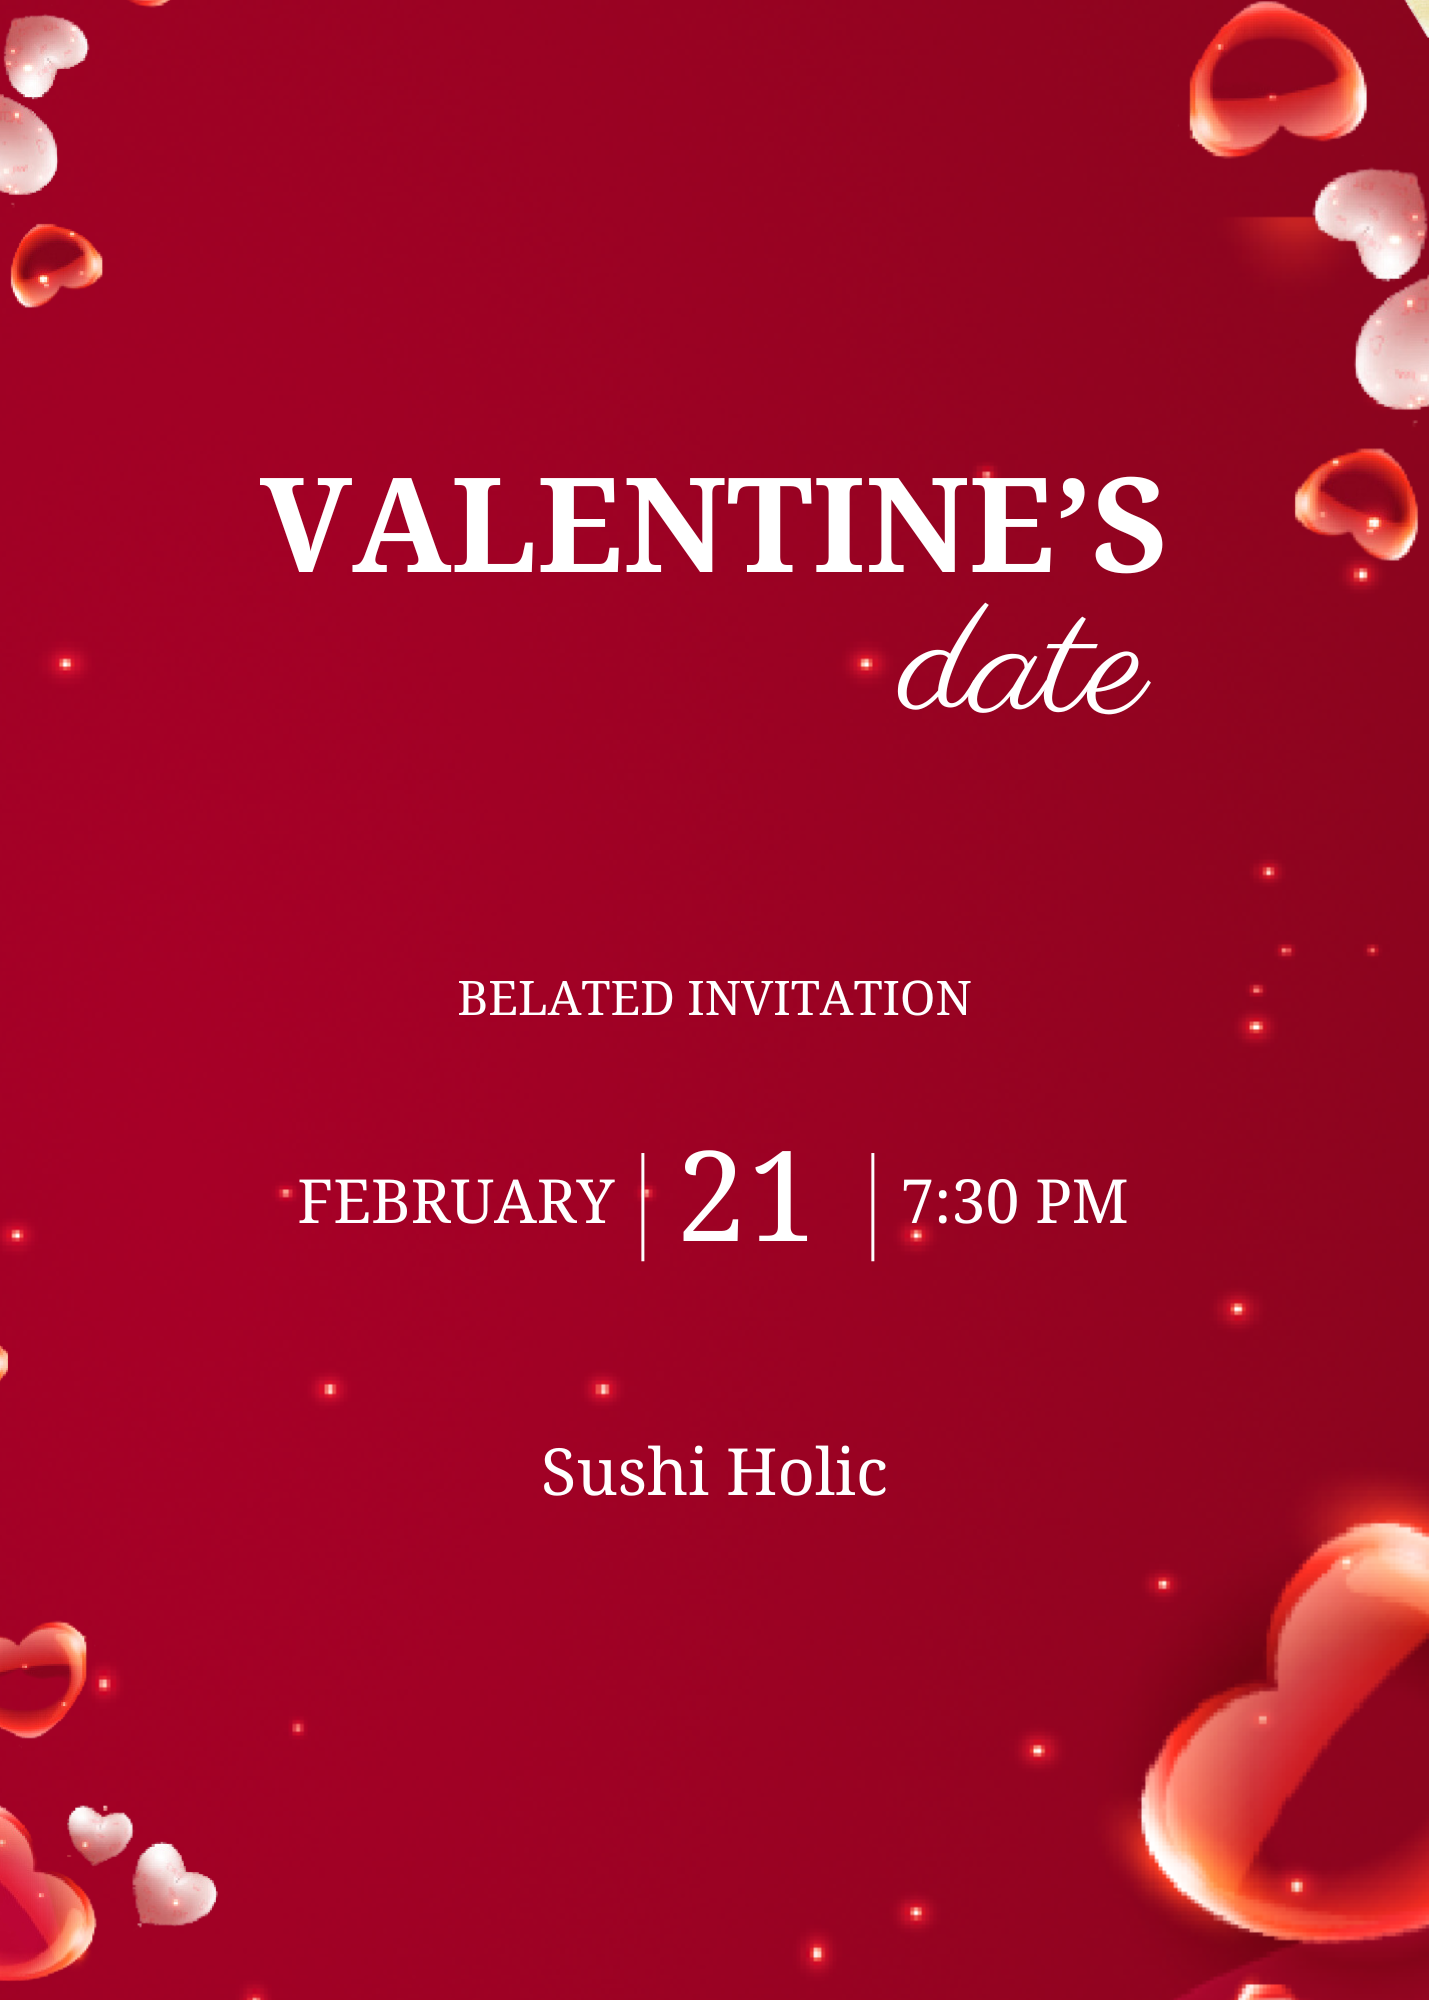 VALENTINE’S
date
BELATED INVITATION
FEBRUARY 21 7:30 PM
Sushi Holic